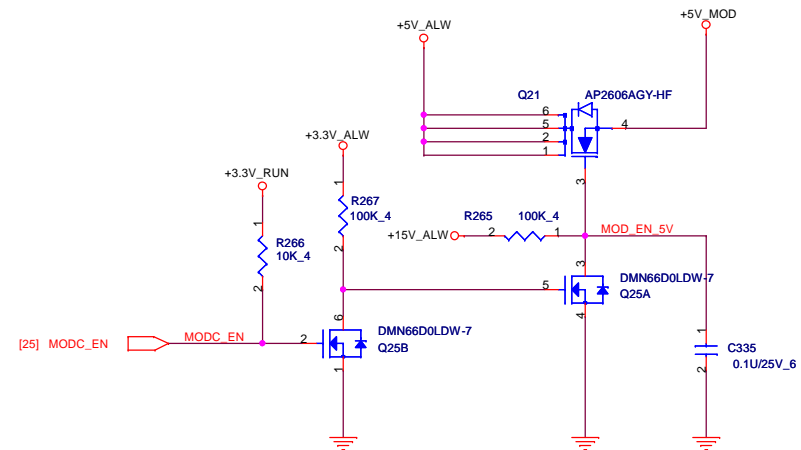 +5V_ALW
+5V_MOD
Q21
AP2606AGY-HF
6
5
2
1
4
3
+3.3V_ALW
+3.3V_RUN
1
R267
100K_4
2
1
R266
10K_4
2
R265
100K_4
+15V_ALW
2
1
MOD_EN_5V
3
DMN66D0LDW-7
Q25A
5
4
6
DMN66D0LDW-7
Q25B
2
1
[25] MODC_EN
MODC_EN
1
C335
0.1U/25V_6
2